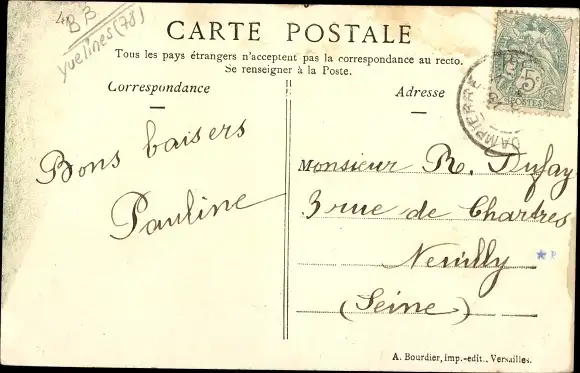 4 BB
yvelines (78)
CARTE POSTALE
Tous les pays étrangers n'acceptent pas la correspondance au recto.
Se renseigner à la Poste.
Correspondance
Adresse
5c
POSTES
DAMPIERRE
Bons baisers
Pauline
Monsieur R. Dufay
3 rue de Chartres
Neuilly
(Seine)
A. Bourdier, imp.-edit., Versailles.